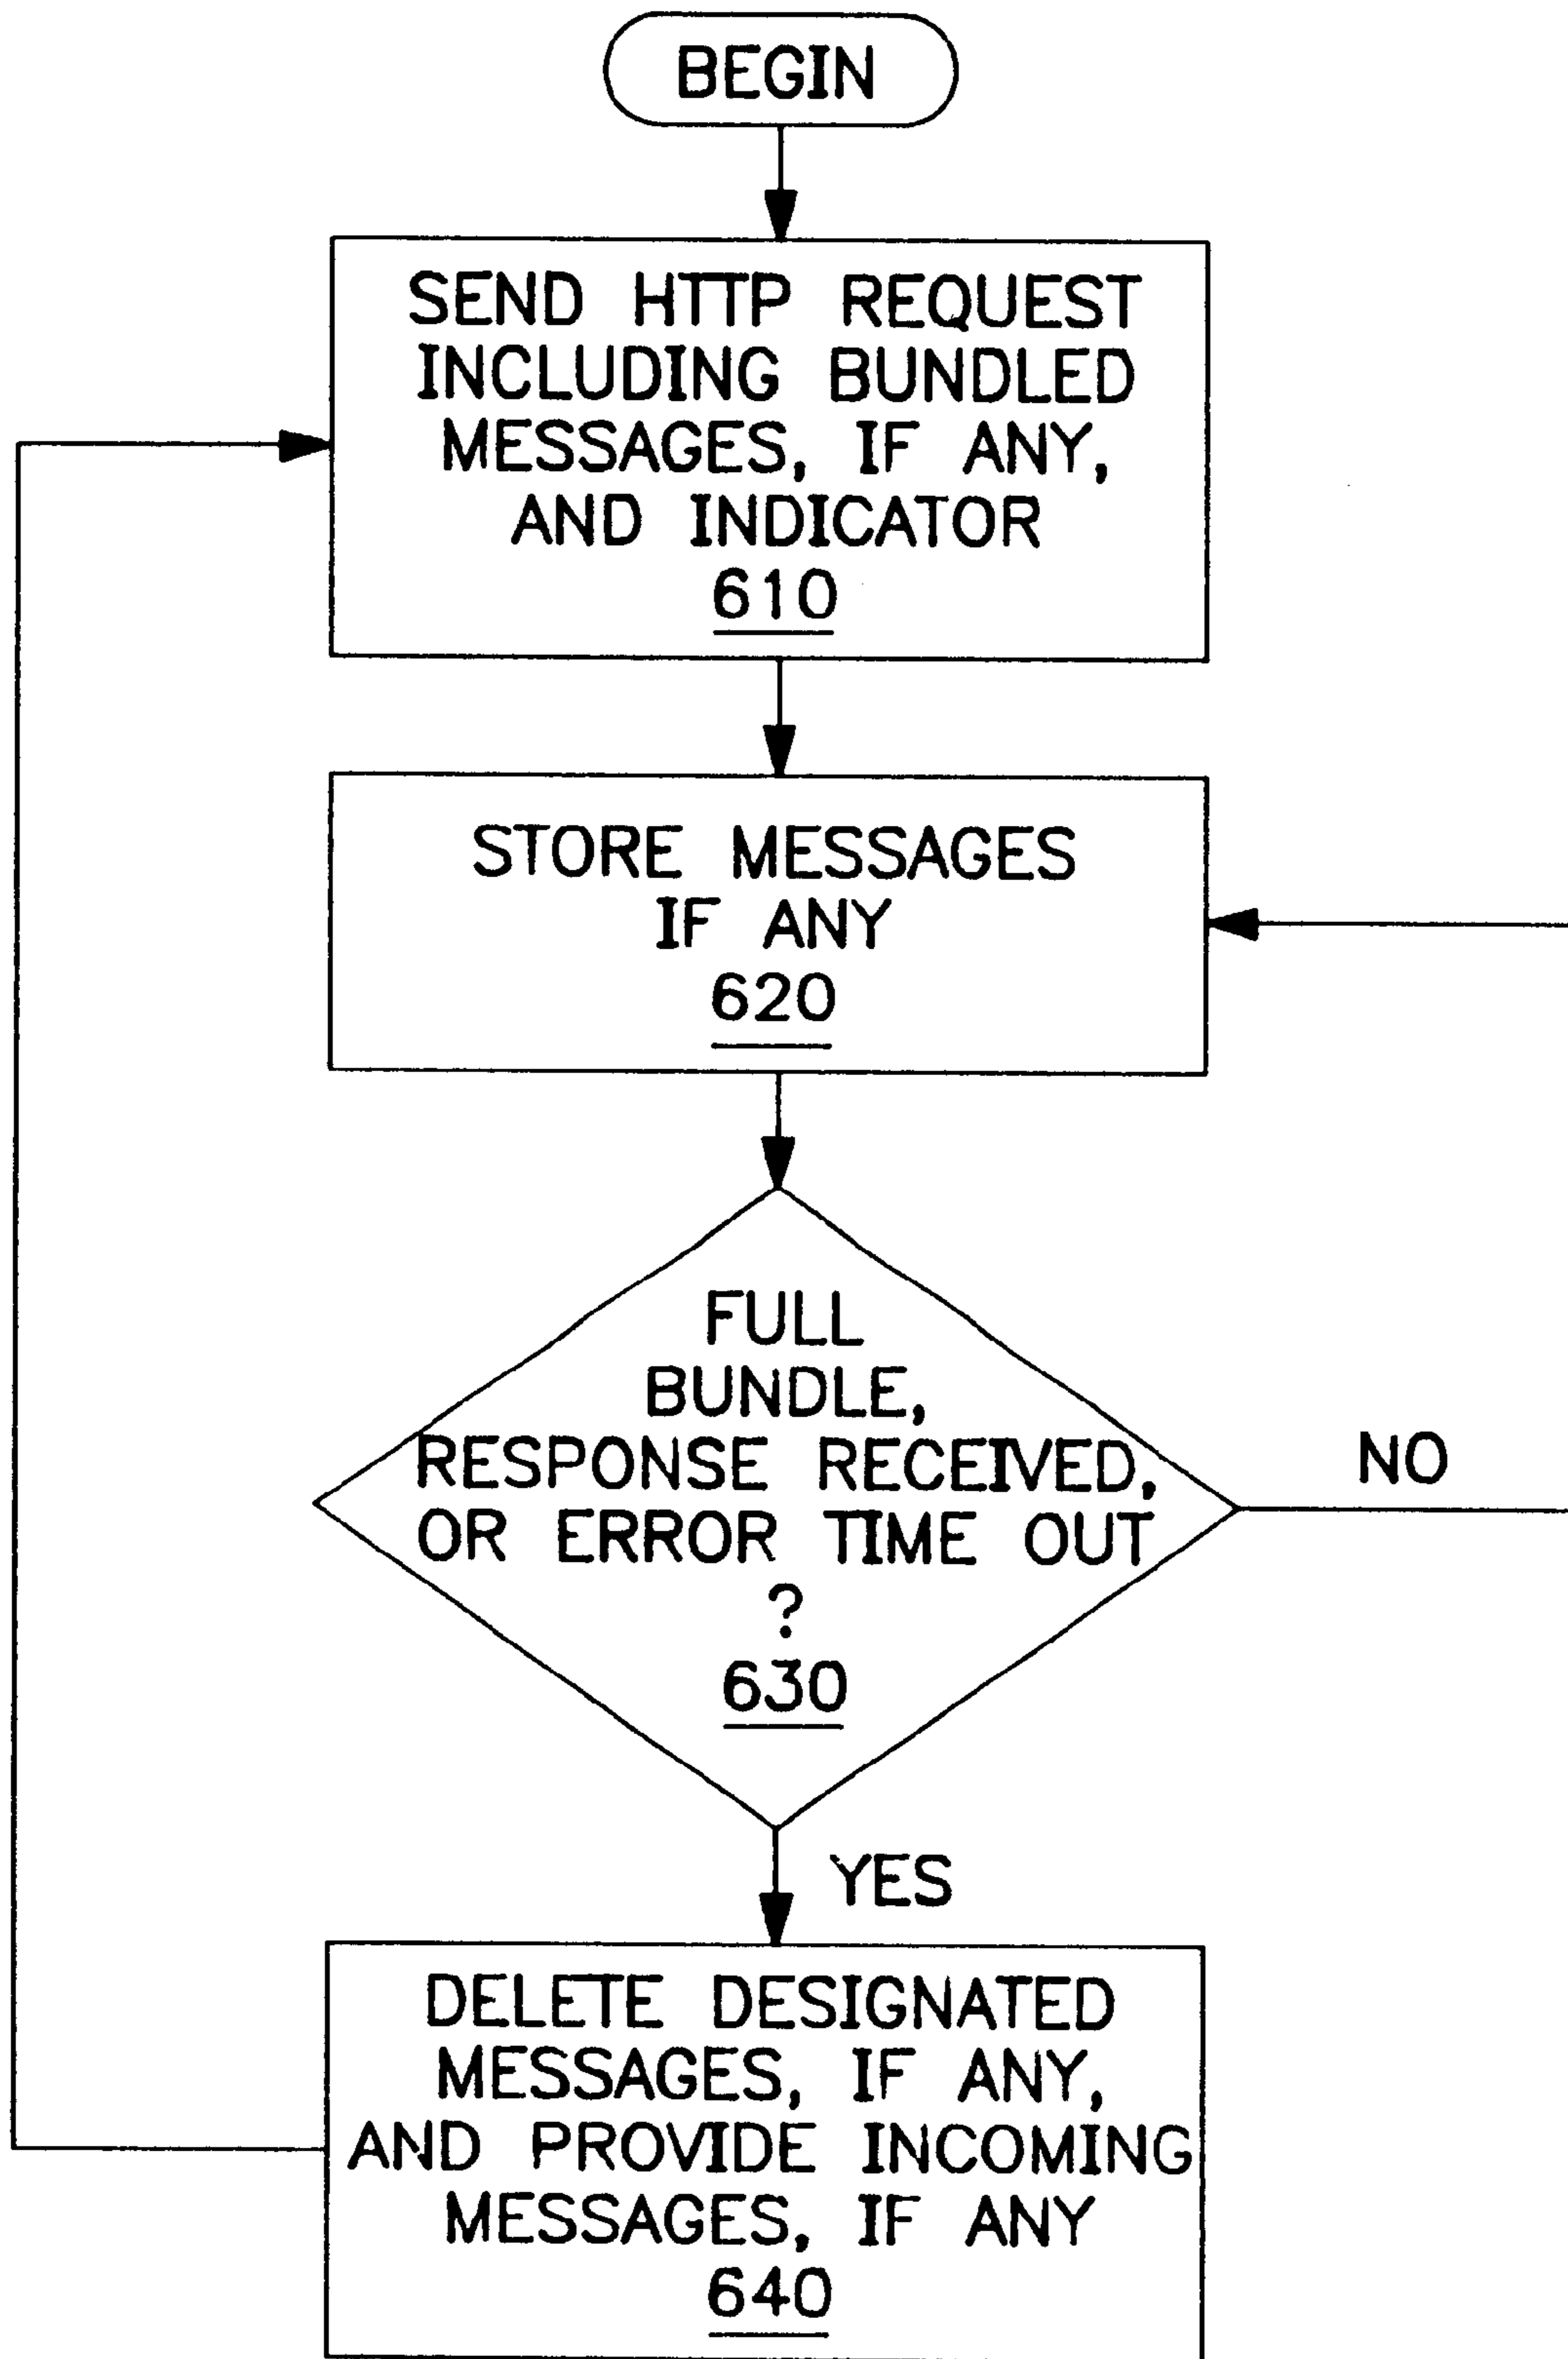 BEGIN
SEND HTTP REQUEST
INCLUDING BUNDLED
MESSAGES, IF ANY,
AND INDICATOR
610
STORE MESSAGES
IF ANY
620
FULL
BUNDLE,
RESPONSE RECEIVED,
OR ERROR TIME OUT
?
630
NO
YES
DELETE DESIGNATED
MESSAGES, IF ANY,
AND PROVIDE INCOMING
MESSAGES, IF ANY
640